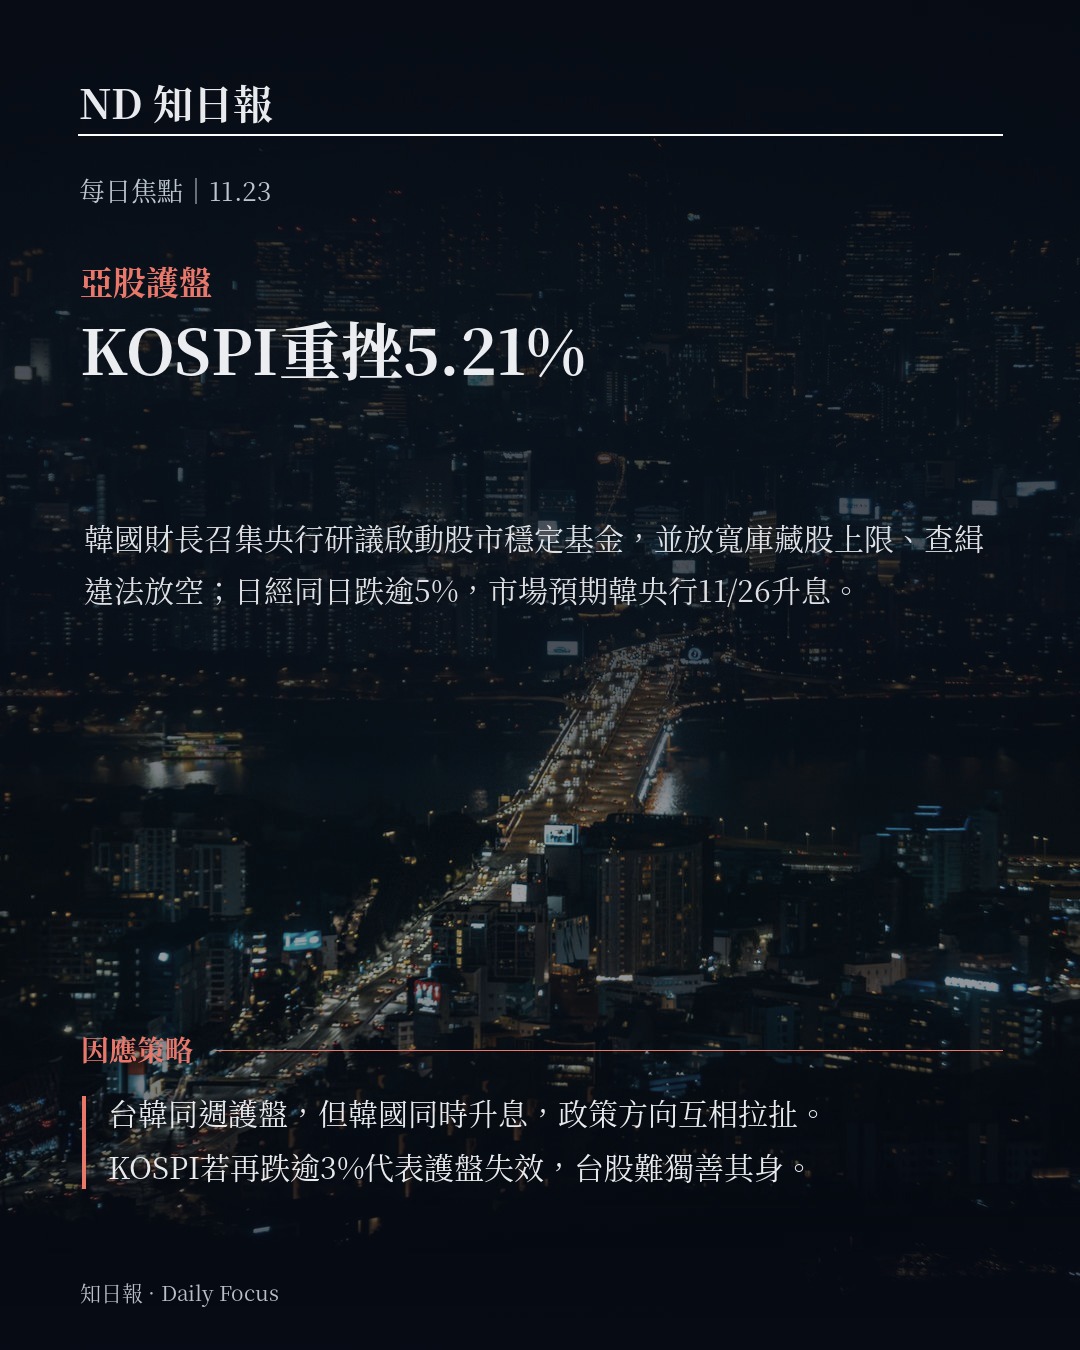 ND 知日報
每日焦點｜11.23
亞股護盤
KOSPI重挫5.21%
韓國財長召集央行研議啟動股市穩定基金，並放寬庫藏股上限、查緝
違法放空；日經同日跌逾5%，市場預期韓央行11/26升息。
因應策略
台韓同週護盤，但韓國同時升息，政策方向互相拉扯。
KOSPI若再跌逾3%代表護盤失效，台股難獨善其身。
知日報 · Daily Focus